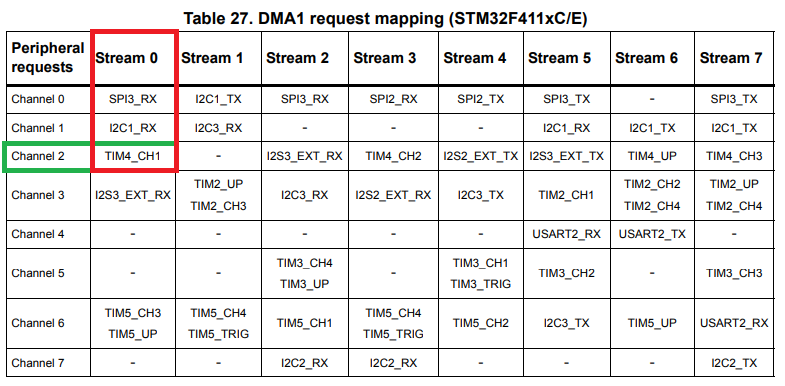 Table 27. DMA1 request mapping (STM32F411xC/E)
Peripheral requests Stream 0 Stream 1 Stream 2 Stream 3 Stream 4 Stream 5 Stream 6 Stream 7
Channel 0 SPI3_RX I2C1_TX SPI3_RX SPI2_RX SPI2_TX SPI3_TX - SPI3_TX
Channel 1 I2C1_RX I2C3_RX - - - I2C1_RX I2C1_TX I2C1_TX
Channel 2 TIM4_CH1 - I2S3_EXT_RX TIM4_CH2 I2S2_EXT_TX I2S3_EXT_TX TIM4_UP TIM4_CH3
Channel 3 I2S3_EXT_RX TIM2_UP TIM2_CH3 I2C3_RX I2S2_EXT_RX I2C3_TX TIM2_CH1 TIM2_CH2 TIM2_CH4 TIM2_UP TIM2_CH4
Channel 4 - - - - - USART2_RX USART2_TX -
Channel 5 - - TIM3_CH4 TIM3_UP - TIM3_CH1 TIM3_TRIG TIM3_CH2 - TIM3_CH3
Channel 6 TIM5_CH3 TIM5_UP TIM5_CH4 TIM5_TRIG TIM5_CH1 TIM5_CH4 TIM5_TRIG TIM5_CH2 I2C3_TX TIM5_UP USART2_RX
Channel 7 - - I2C2_RX I2C2_RX - - - I2C2_TX